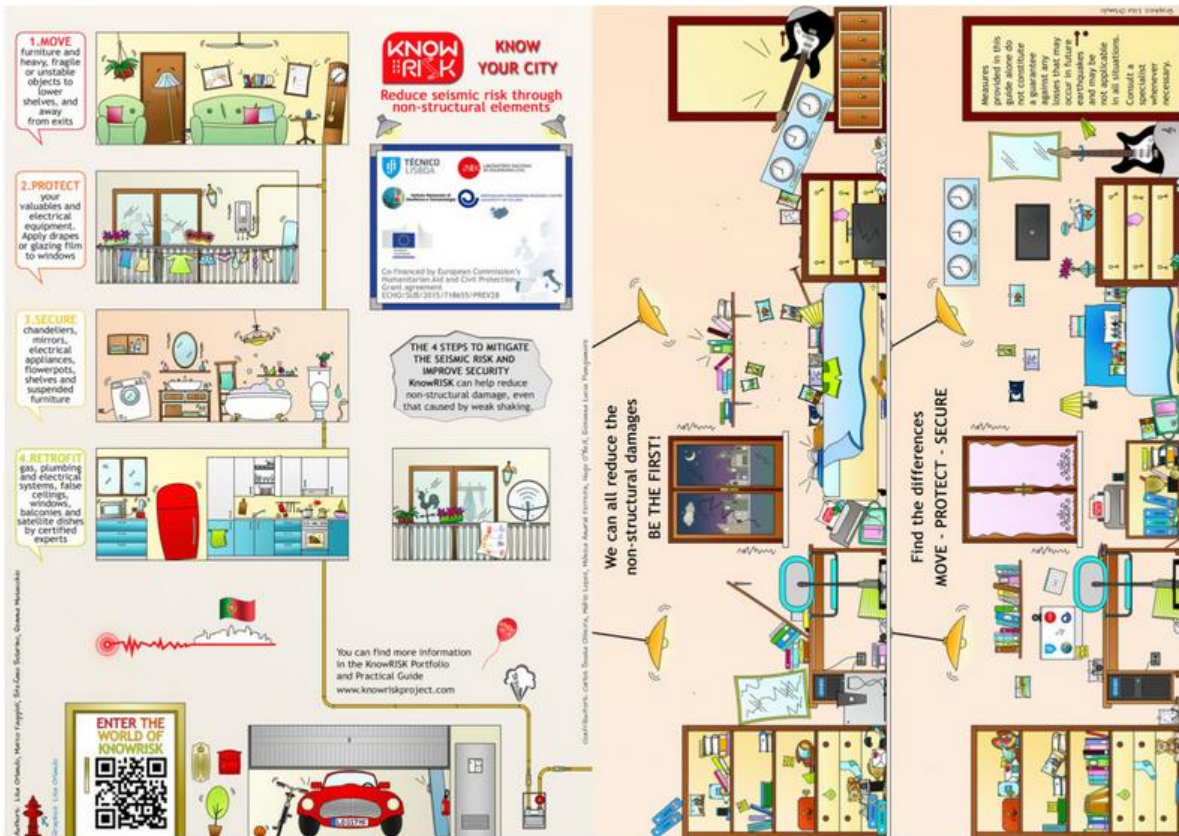 1.MOVE
furniture and
heavy, fragile
or unstable
objects to
lower
shelves, and
away
from exits
2.PROTECT
your
valuables and
electrical
equipment.
Apply drapes
or glazing film
to windows
3.SECURE
chandeliers,
mirrors,
electrical
appliances,
flowerpots,
shelves and
suspended
furniture
4.RETROFIT
gas, plumbing
and electrical
systems, false
ceilings,
windows,
balconies and
satellite dishes
by certified
experts
KNOW
RISK
KNOW
YOUR CITY
Reduce seismic risk through
non-structural elements
TÉCNICO
LISBOA
Co-financed by European Commission's
Humanitarian Aid and Civil Protection
Grant agreement
ECHO/SUB/2015/718655/PREV28
THE 4 STEPS TO MITIGATE
THE SEISMIC RISK AND
IMPROVE SECURITY
KnowRISK can help reduce
non-structural damage, even
that caused by weak shaking.
You can find more information
in the KnowRISK Portfolio
and Practical Guide
www.knowriskproject.com
ENTER THE
WORLD OF
KNOWRISK
We can all reduce the
non-structural damages
BE THE FIRST!
Find the differences
MOVE - PROTECT - SECURE
Measures
provided in this
guide alone do
not constitute
a guarantee
against any
losses that may
occur in future
earthquakes
and may be
not applicable
in all situations.
Consult a
specialist
whenever
necessary.